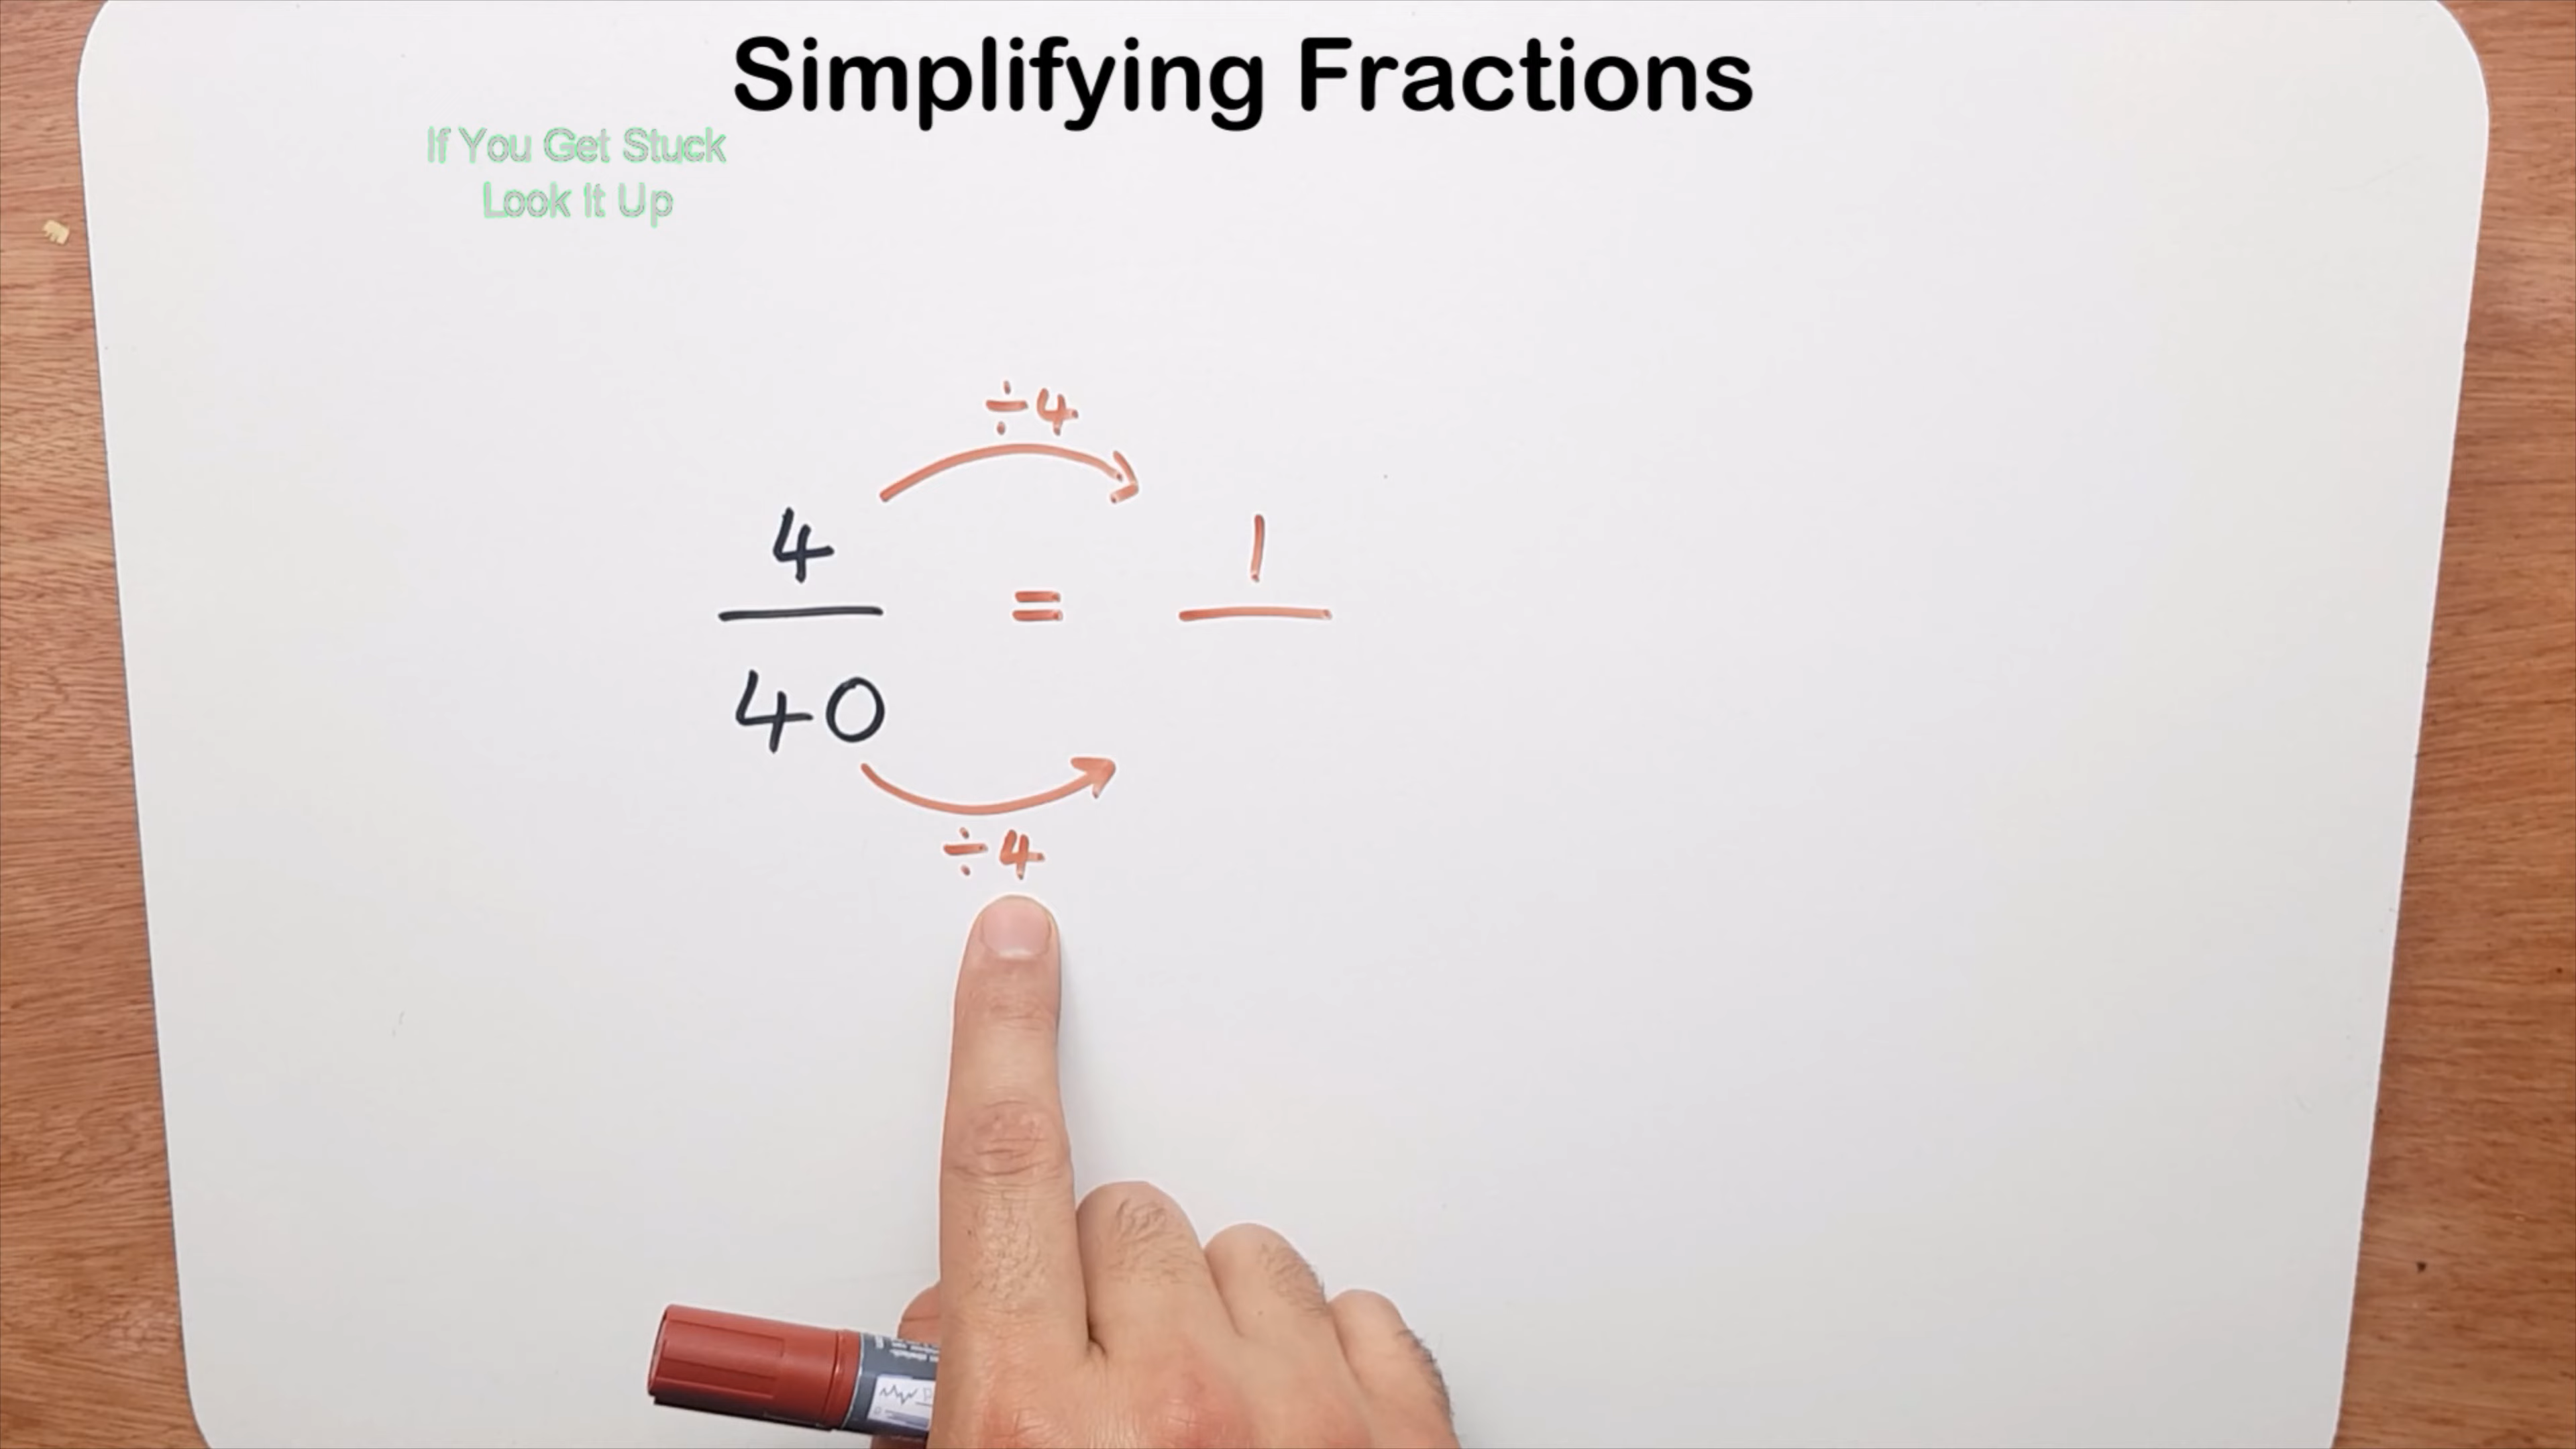 Simplifying Fractions
If You Get Stuck
Look It Up
÷4
4
= 1
40
÷4